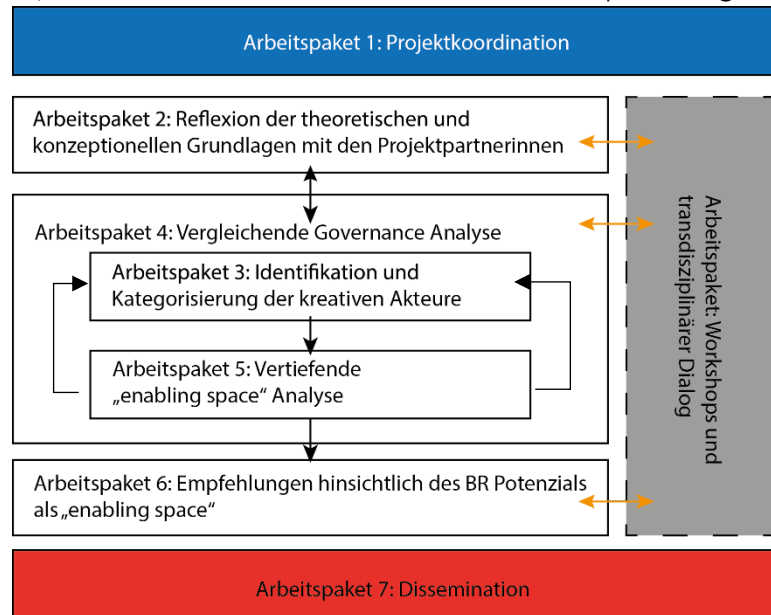 Arbeitspaket 1: Projektkoordination
Arbeitspaket 2: Reflexion der theoretischen und
konzeptionellen Grundlagen mit den Projektpartnerinnen
Arbeitspaket 4: Vergleichende Governance Analyse
Arbeitspaket 3: Identifikation und
Kategorisierung der kreativen Akteure
Arbeitspaket 5: Vertiefende
„enabling space“ Analyse
Arbeitspaket 6: Empfehlungen hinsichtlich des BR Potenzials
als „enabling space“
Arbeitspaket: Workshops und
transdisziplinärer Dialog
Arbeitspaket 7: Dissemination